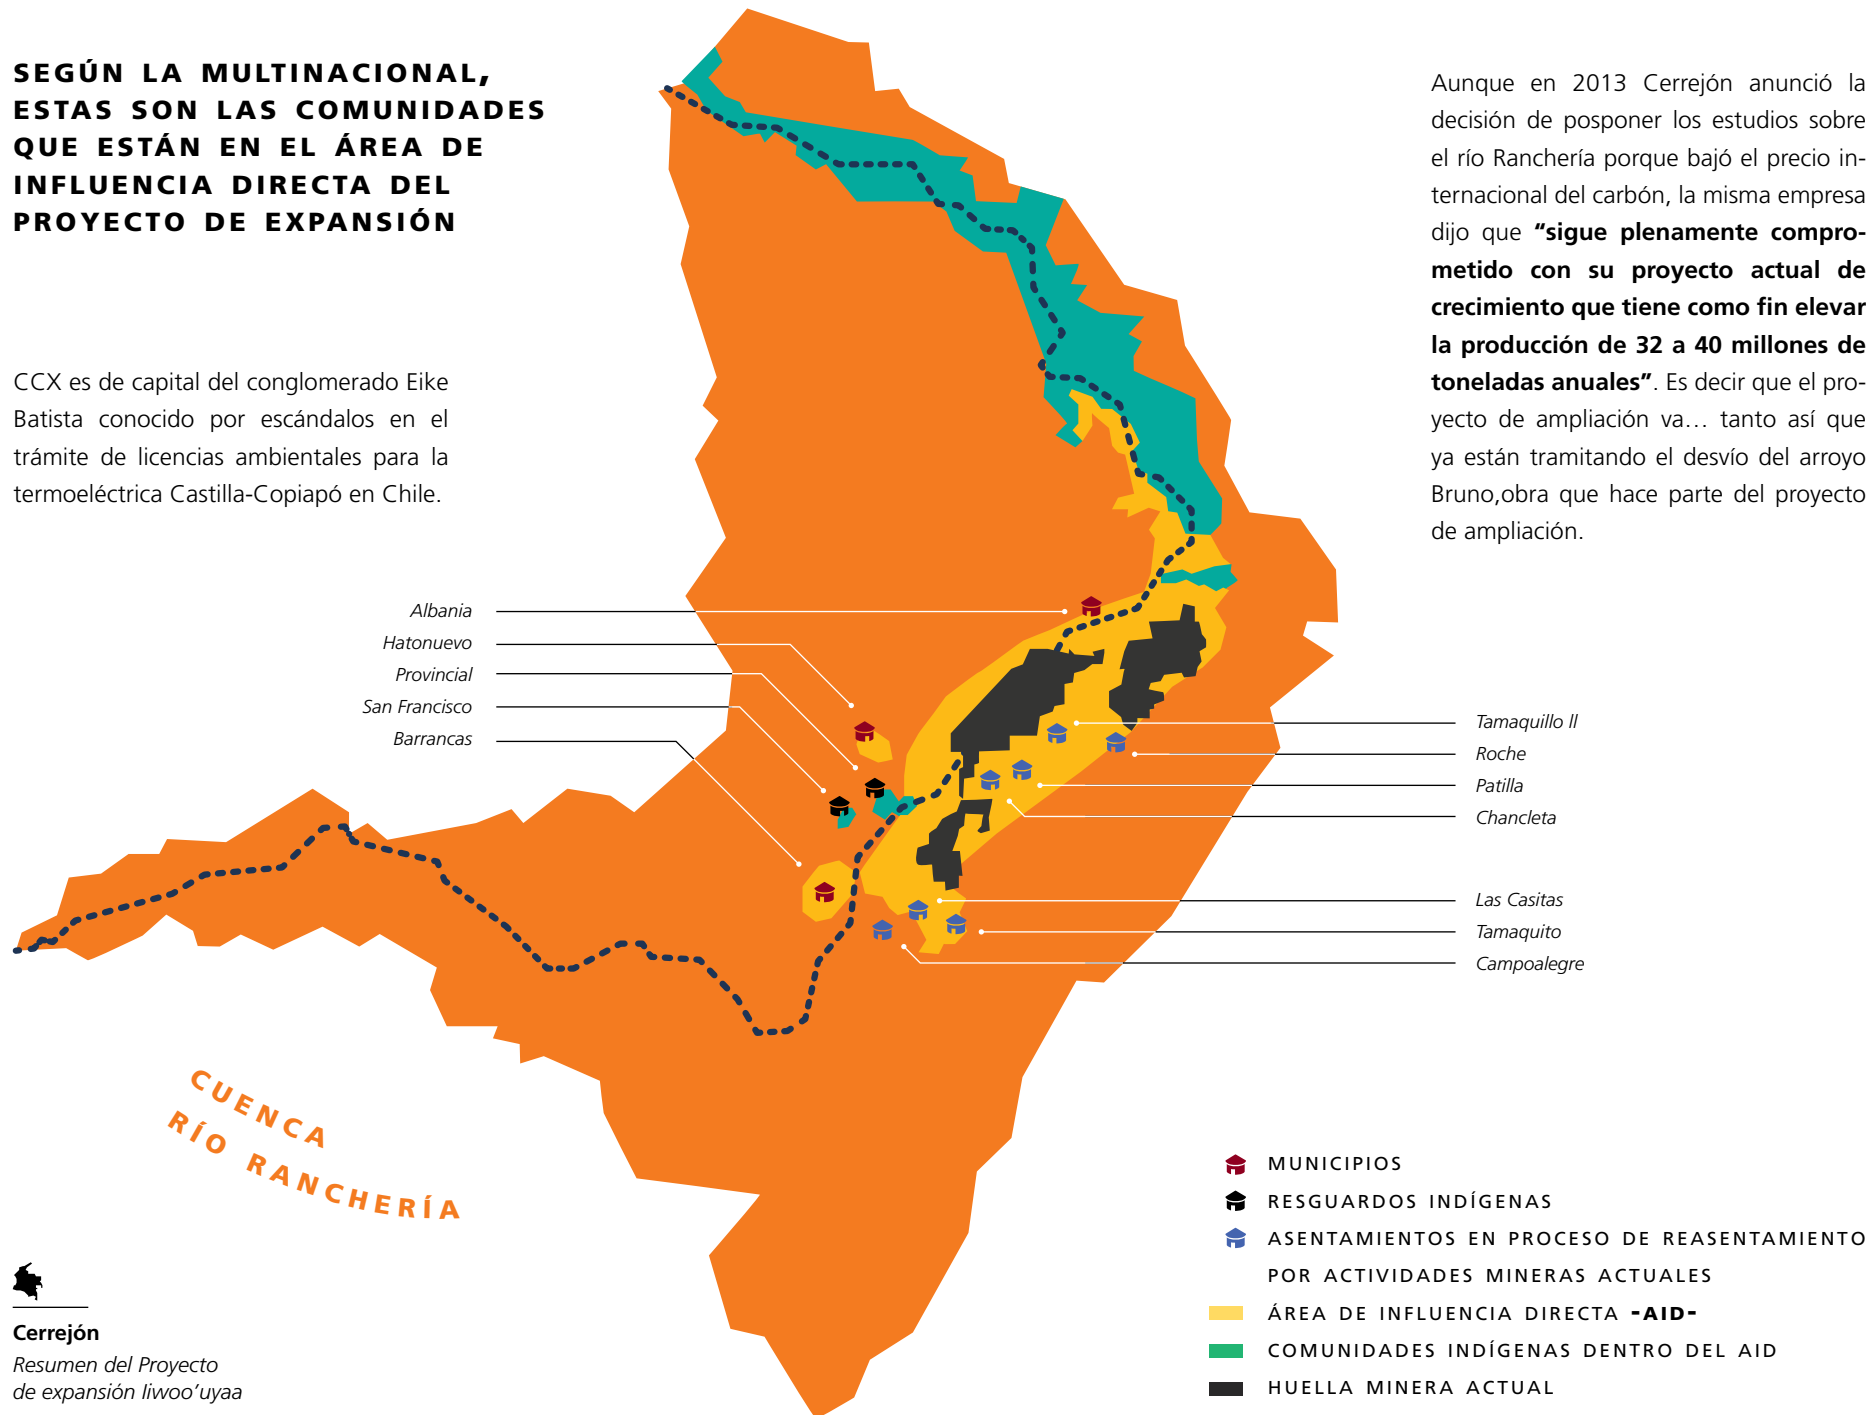 SEGÚN LA MULTINACIONAL,
ESTAS SON LAS COMUNIDADES
QUE ESTÁN EN EL ÁREA DE
INFLUENCIA DIRECTA DEL
PROYECTO DE EXPANSIÓN
CCX es de capital del conglomerado Eike
Batista conocido por escándalos en el
trámite de licencias ambientales para la
termoeléctrica Castilla-Copiapó en Chile.
Aunque en 2013 Cerrejón anunció la
decisión de posponer los estudios sobre
el río Ranchería porque bajó el precio in-
ternacional del carbón, la misma empresa
dijo que “sigue plenamente compro-
metido con su proyecto actual de
crecimiento que tiene como fin elevar
la producción de 32 a 40 millones de
toneladas anuales”. Es decir que el pro-
yecto de ampliación va... tanto así que
ya están tramitando el desvío del arroyo
Bruno,obra que hace parte del proyecto
de ampliación.
Albania
Hatonuevo
Provincial
San Francisco
Barrancas
Tamaquillo ll
Roche
Patilla
Chancleta
Las Casitas
Tamaquito
Campoalegre
CUENCA
RÍO RANCHERÍA
MUNICIPIOS
RESGUARDOS INDÍGENAS
ASENTAMIENTOS EN PROCESO DE REASENTAMIENTO
POR ACTIVIDADES MINERAS ACTUALES
ÁREA DE INFLUENCIA DIRECTA -AID-
COMUNIDADES INDÍGENAS DENTRO DEL AID
HUELLA MINERA ACTUAL
Cerrejón
Resumen del Proyecto
de expansión Iiwoo’uyaa